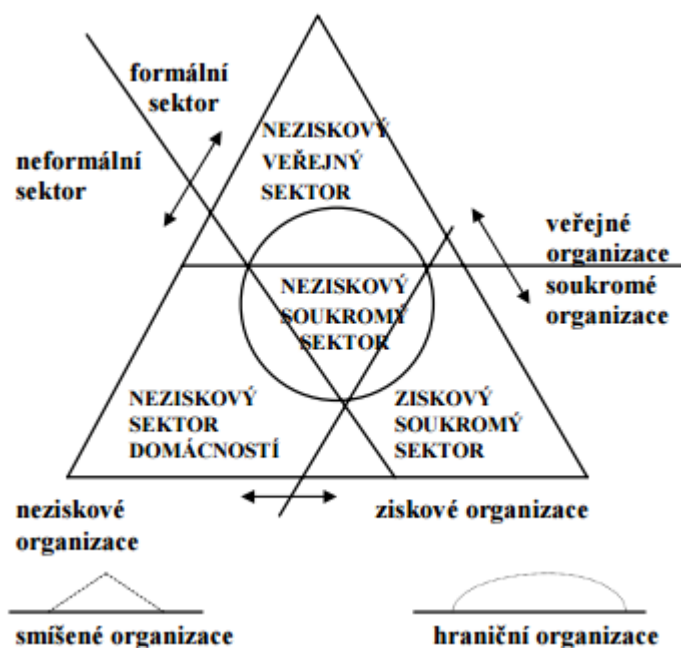 formální
sektor
neformální
sektor
NEZISKOVÝ
VEŘEJNÝ
SEKTOR
veřejné
organizace
soukromé
organizace
NEZISKOVÝ
SOUKROMÝ
SEKTOR
NEZISKOVÝ
SEKTOR
DOMÁCNOSTÍ
ZISKOVÝ
SOUKROMÝ
SEKTOR
neziskové
organizace
ziskové organizace
smíšené organizace
hraniční organizace